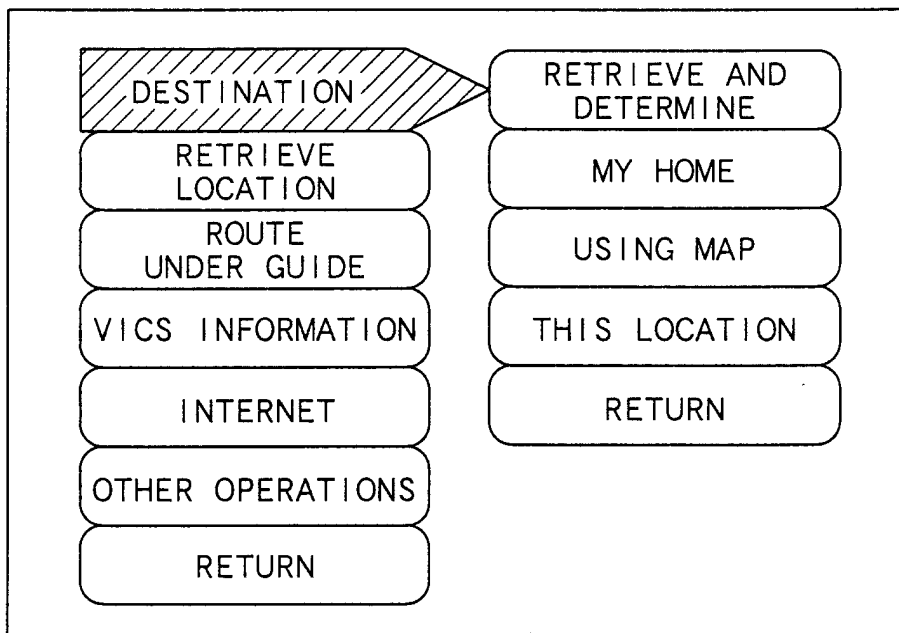 DESTINATION
RETRIEVE
LOCATION
ROUTE
UNDER GUIDE
VICS INFORMATION
INTERNET
OTHER OPERATIONS
RETURN
RETRIEVE AND
DETERMINE
MY HOME
USING MAP
THIS LOCATION
RETURN